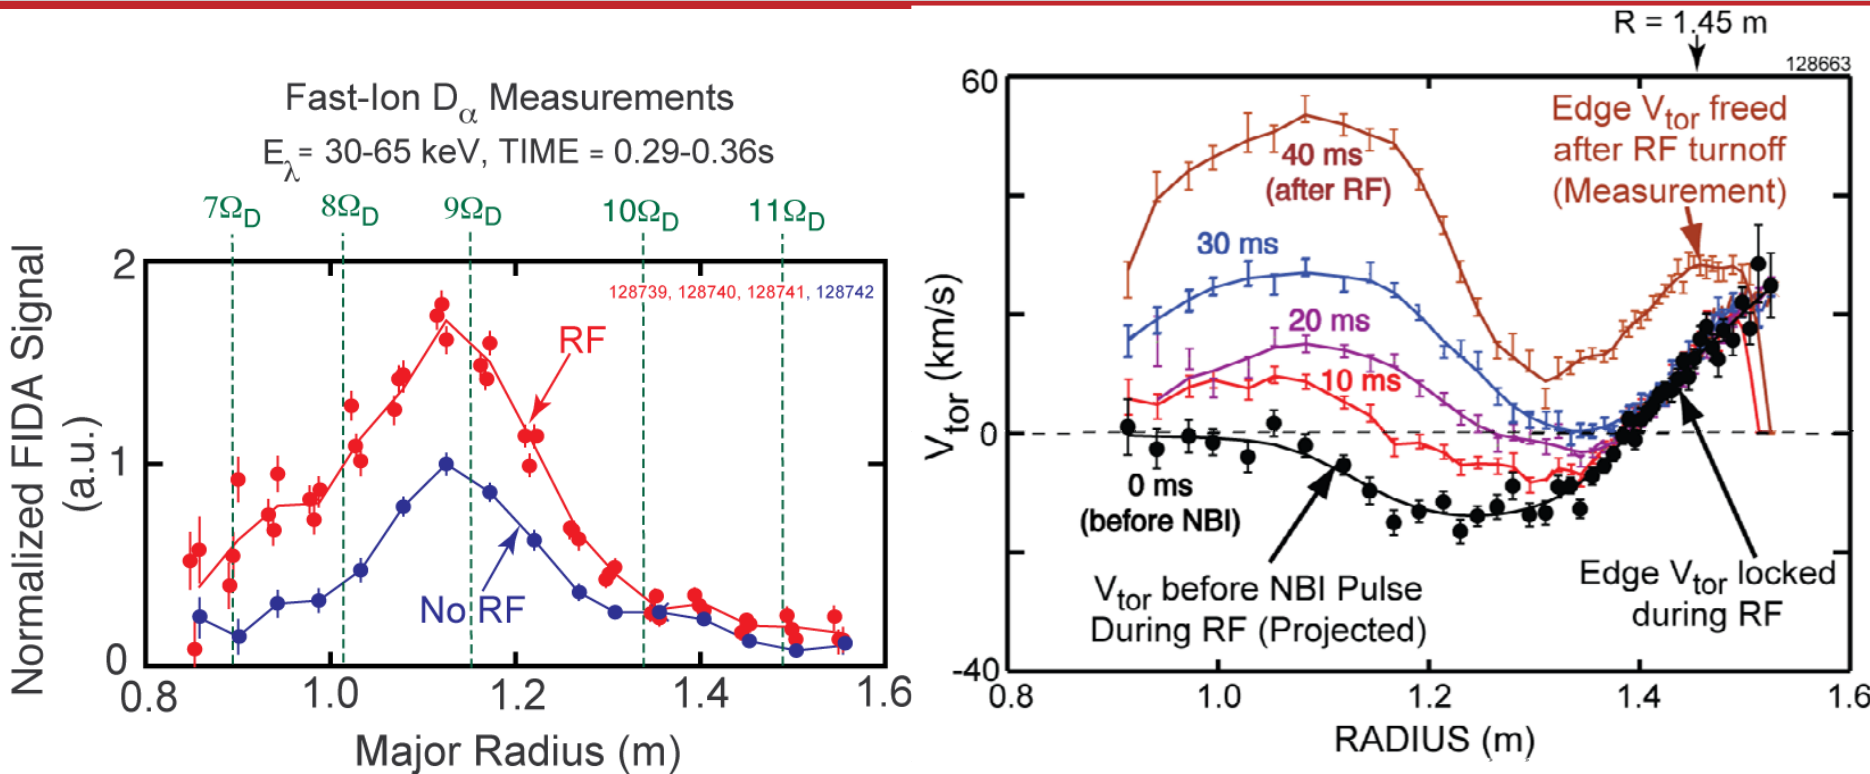 Fast-Ion Dα Measurements
Eλ= 30-65 keV, TIME = 0.29-0.36s
7ΩD 8ΩD 9ΩD 10ΩD 11ΩD
128739, 128740, 128741, 128742
RF
No RF
Normalized FIDA Signal
(a.u.)
2
1
0
0.8 1.0 1.2 1.4 1.6
Major Radius (m)
R = 1.45 m
128663
Edge Vtor freed
after RF turnoff
(Measurement)
40 ms
(after RF)
30 ms
20 ms
10 ms
0 ms
(before NBI)
Vtor before NBI Pulse
During RF (Projected)
Edge Vtor locked
during RF
Vtor (km/s)
60
0
-40
0.8 1.0 1.2 1.4 1.6
RADIUS (m)